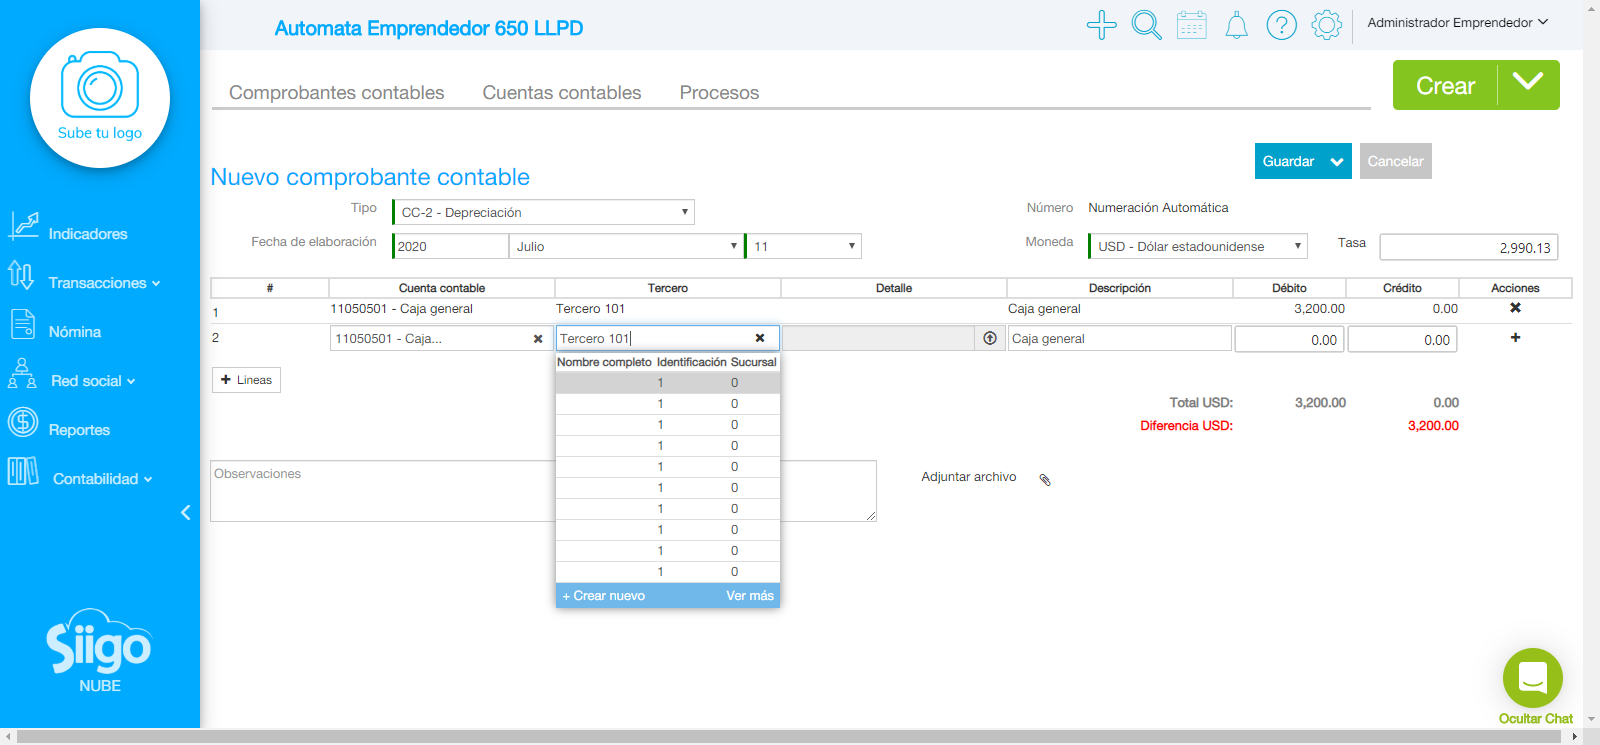 Automata Emprendedor 650 LLPD
Administrador Emprendedor
Sube tu logo
Comprobantes contables Cuentas contables Procesos
Crear
Guardar Cancelar
Nuevo comprobante contable
Tipo CC-2 - Depreciación Número Numeración Automática
Fecha de elaboración 2020 Julio 11 Moneda USD - Dólar estadounidense Tasa 2,990.13
# Cuenta contable Tercero Detalle Descripción Débito Crédito Acciones
1 11050501 - Caja general Tercero 101 Caja general 3,200.00 0.00
2 11050501 - Caja... Tercero 101 Caja general 0.00 0.00
Nombre completo Identificación Sucursal
1 0
1 0
1 0
1 0
1 0
1 0
1 0
1 0
1 0
1 0
+ Crear nuevo Ver más
+ Lineas
Total USD: 3,200.00 0.00
Diferencia USD: 3,200.00
Observaciones
Adjuntar archivo
Indicadores
Transacciones
Nómina
Red social
Reportes
Contabilidad
Siigo
NUBE
Ocultar Chat